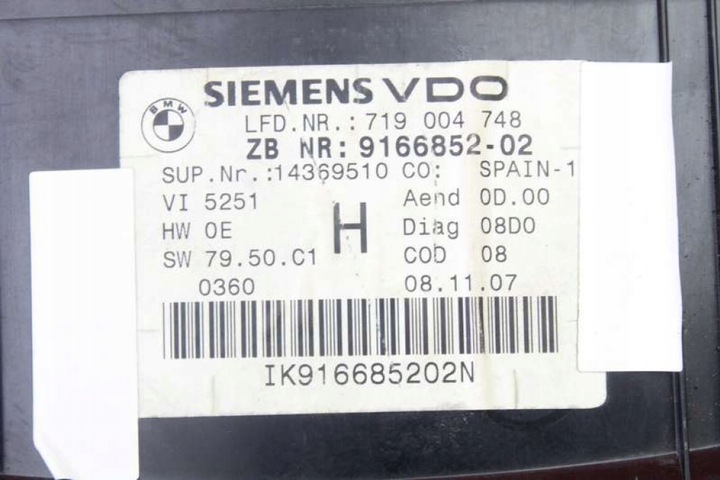 SIEMENS VDO
BMW
LFD.NR.:719 004 748
ZB NR: 9166852-02
SUP.Nr.:14369510 CO: SPAIN-1
VI 5251 Aend 0D.00
HW 0E H Diag 08D0
SW 79.50.C1 COD 08
0360 08.11.07
IK916685202N